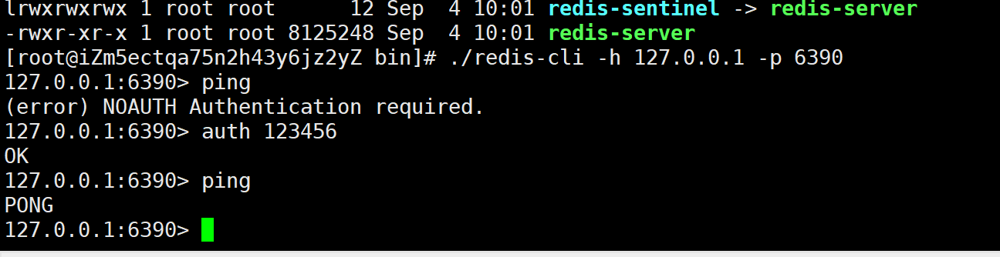 lrwxrwxrwx 1 root root      12 Sep  4 10:01 redis-sentinel -> redis-server
-rwxr-xr-x 1 root root 8125248 Sep  4 10:01 redis-server
[root@iZm5ectqa75n2h43y6jz2yZ bin]# ./redis-cli -h 127.0.0.1 -p 6390
127.0.0.1:6390> ping
(error) NOAUTH Authentication required.
127.0.0.1:6390> auth 123456
OK
127.0.0.1:6390> ping
PONG
127.0.0.1:6390>